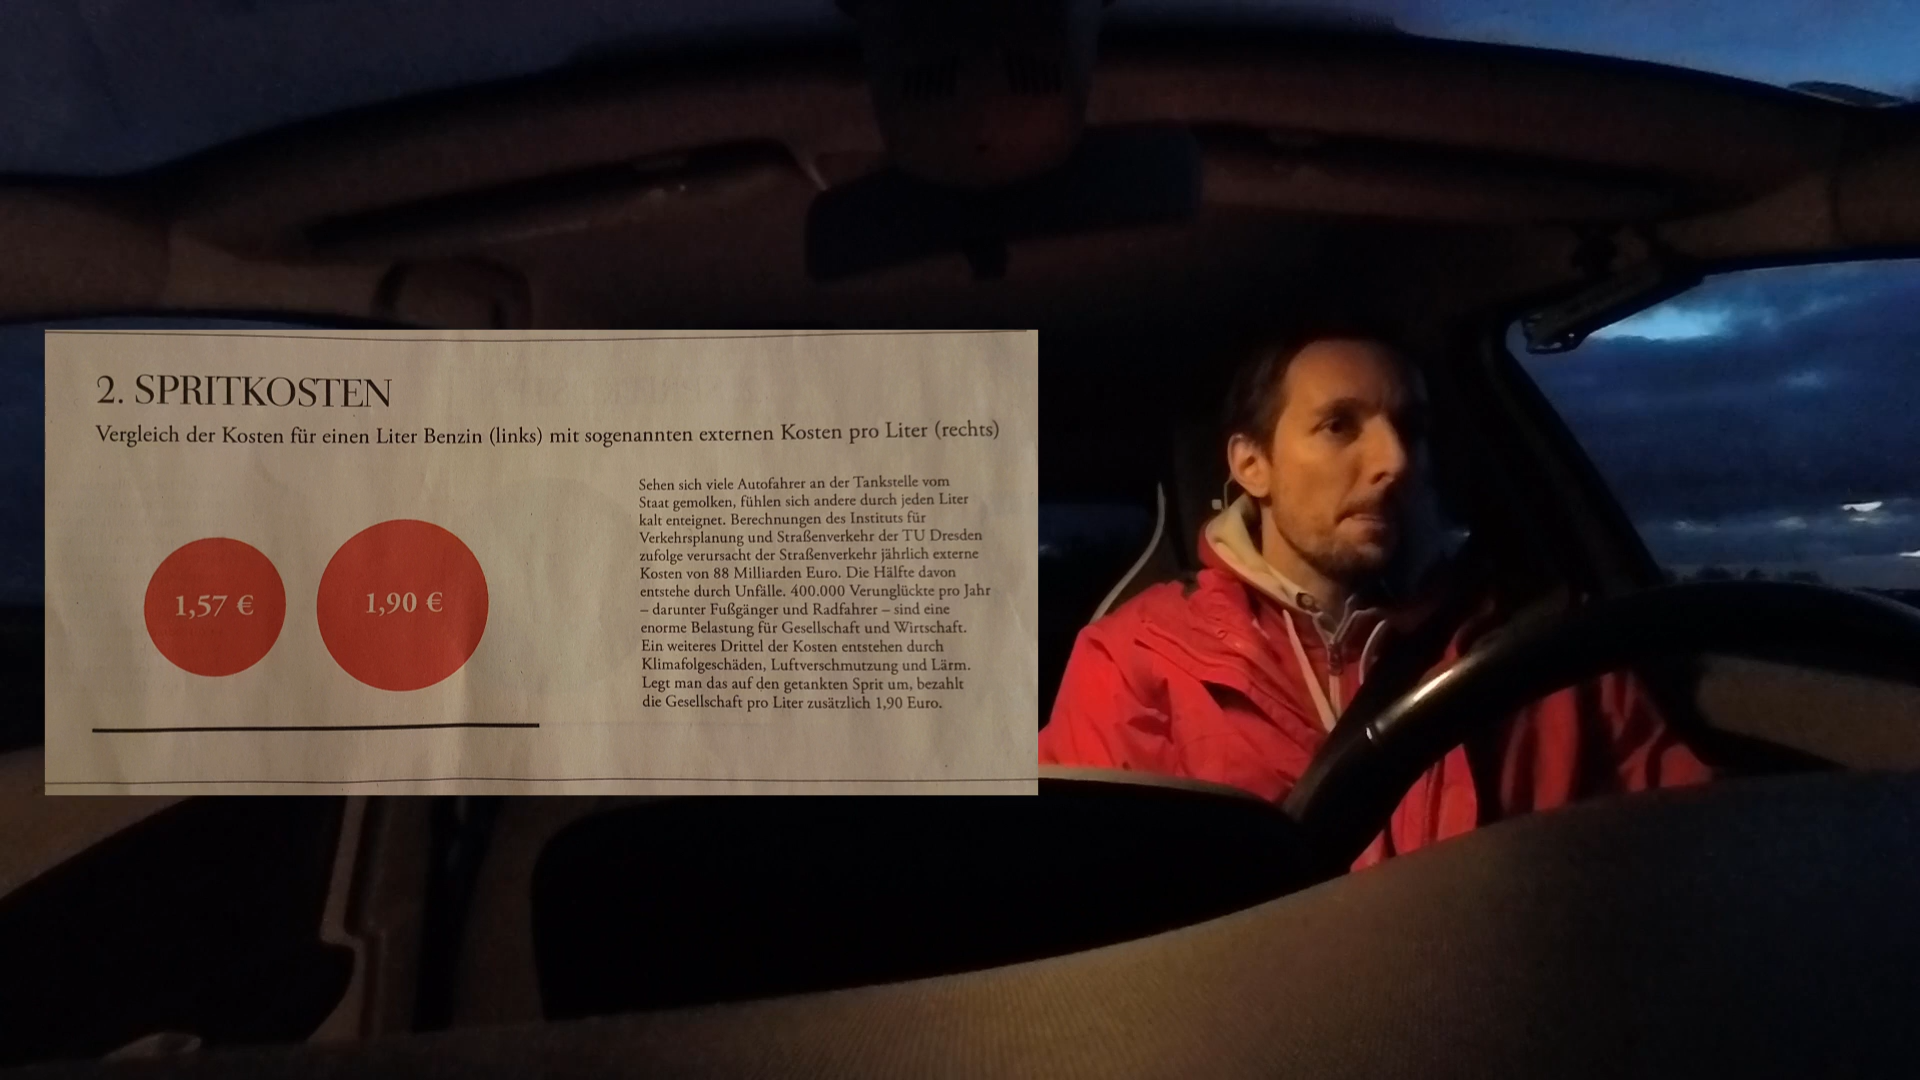 2. SPRITKOSTEN
Vergleich der Kosten für einen Liter Benzin (links) mit sogenannten externen Kosten pro Liter (rechts)
1,57 €
1,90 €
Sehen sich viele Autofahrer an der Tankstelle vom
Staat gemolken, fühlen sich andere durch jeden Liter
kalt enteignet. Berechnungen des Instituts für
Verkehrsplanung und Straßenverkehr der TU Dresden
zufolge verursacht der Straßenverkehr jährlich externe
Kosten von 88 Milliarden Euro. Die Hälfte davon
entstehe durch Unfälle. 400.000 Verunglückte pro Jahr
– darunter Fußgänger und Radfahrer – sind eine
enorme Belastung für Gesellschaft und Wirtschaft.
Ein weiteres Drittel der Kosten entstehen durch
Klimafolgeschäden, Luftverschmutzung und Lärm.
Legt man das auf den getankten Sprit um, bezahlt
die Gesellschaft pro Liter zusätzlich 1,90 Euro.